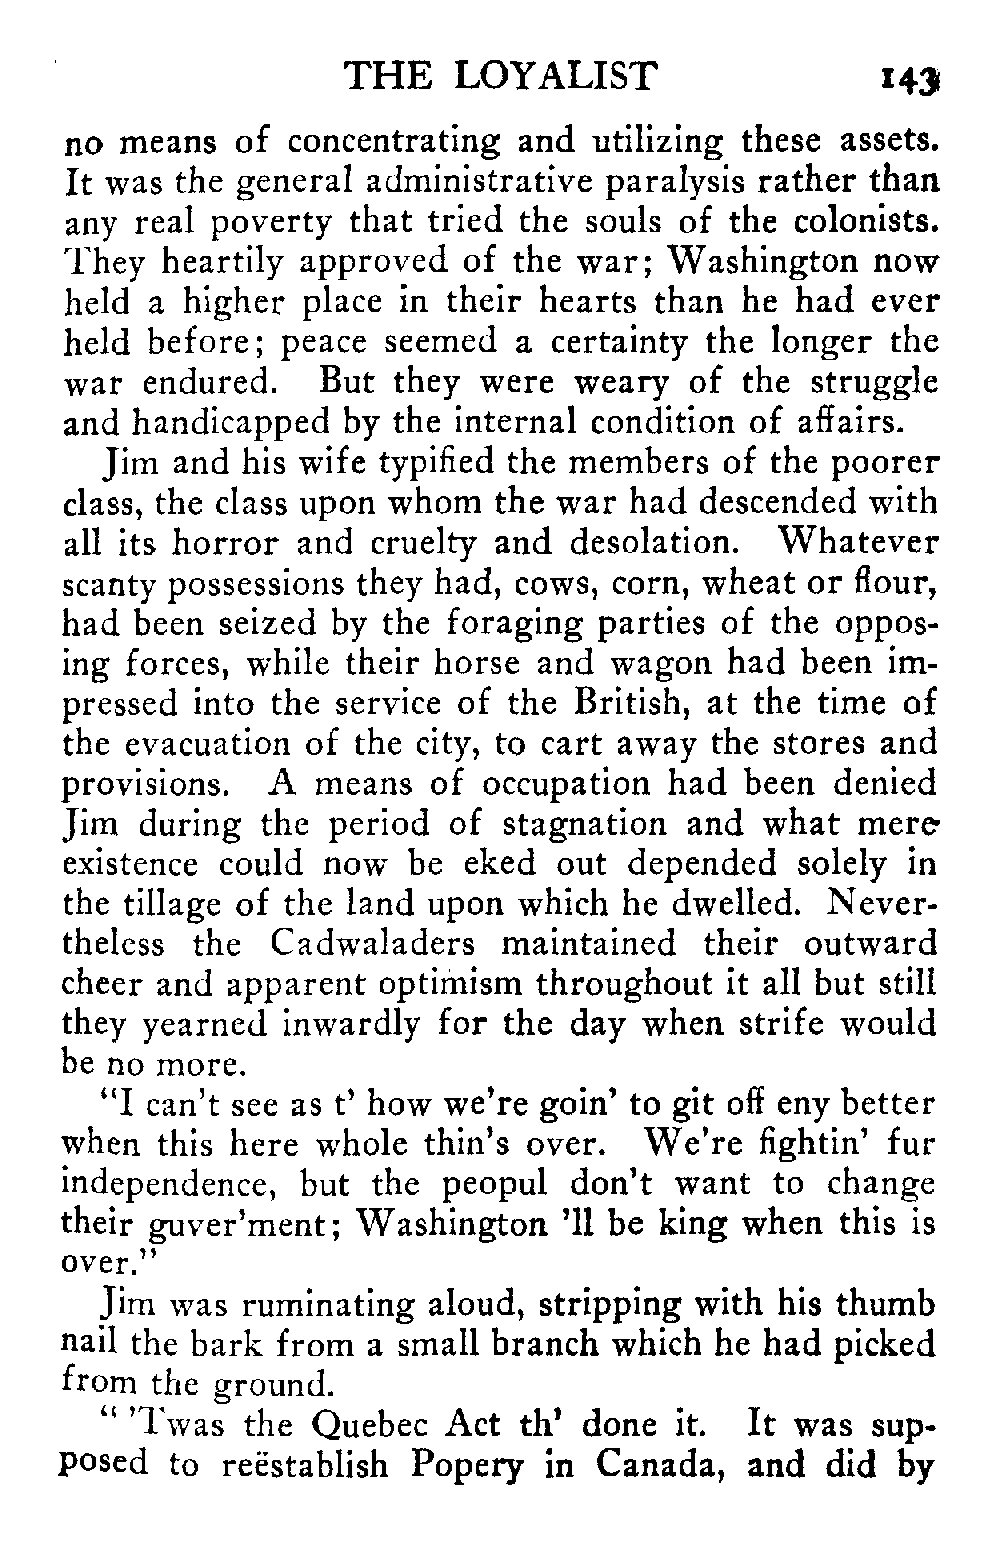 THE LOYALIST 143
no means of concentrating and utilizing these assets.
It was the general administrative paralysis rather than
any real poverty that tried the souls of the colonists.
They heartily approved of the war; Washington now
held a higher place in their hearts than he had ever
held before; peace seemed a certainty the longer the
war endured. But they were weary of the struggle
and handicapped by the internal condition of affairs.
Jim and his wife typified the members of the poorer
class, the class upon whom the war had descended with
all its horror and cruelty and desolation. Whatever
scanty possessions they had, cows, corn, wheat or flour,
had been seized by the foraging parties of the oppos-
ing forces, while their horse and wagon had been im-
pressed into the service of the British, at the time of
the evacuation of the city, to cart away the stores and
provisions. A means of occupation had been denied
Jim during the period of stagnation and what mere
existence could now be eked out depended solely in
the tillage of the land upon which he dwelled. Never-
theless the Cadwaladers maintained their outward
cheer and apparent optimism throughout it all but still
they yearned inwardly for the day when strife would
be no more.
"I can't see as t' how we're goin' to git off eny better
when this here whole thin's over. We're fightin' fur
independence, but the peopul don't want to change
their guver'ment; Washington 'll be king when this is
over."
Jim was ruminating aloud, stripping with his thumb
nail the bark from a small branch which he had picked
from the ground.
" 'Twas the Quebec Act th' done it. It was sup-
posed to reëstablish Popery in Canada, and did by